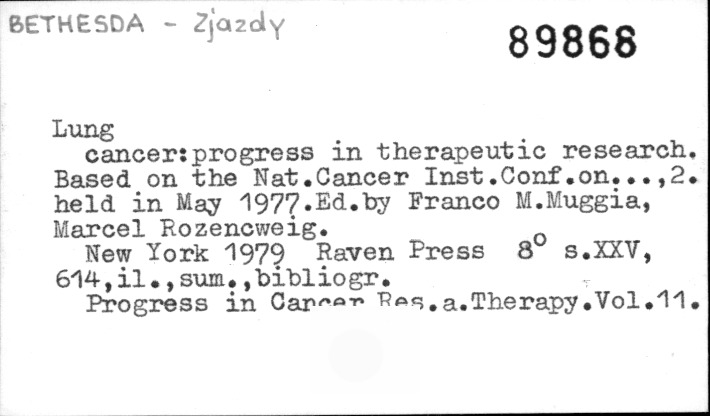 BETHESDA - Zjazdy
89868
Lung
cancer:progress in therapeutic research.
Based on the Nat.Cancer Inst.Conf.on...,2.
held in May 1977.Ed.by Franco M.Muggia,
Marcel Rozencweig.
New York 1979 Raven Press 8° s.XXV,
614,il.,sum.,bibliogr.
Progress in Cancer Res.a.Therapy.Vol.11.